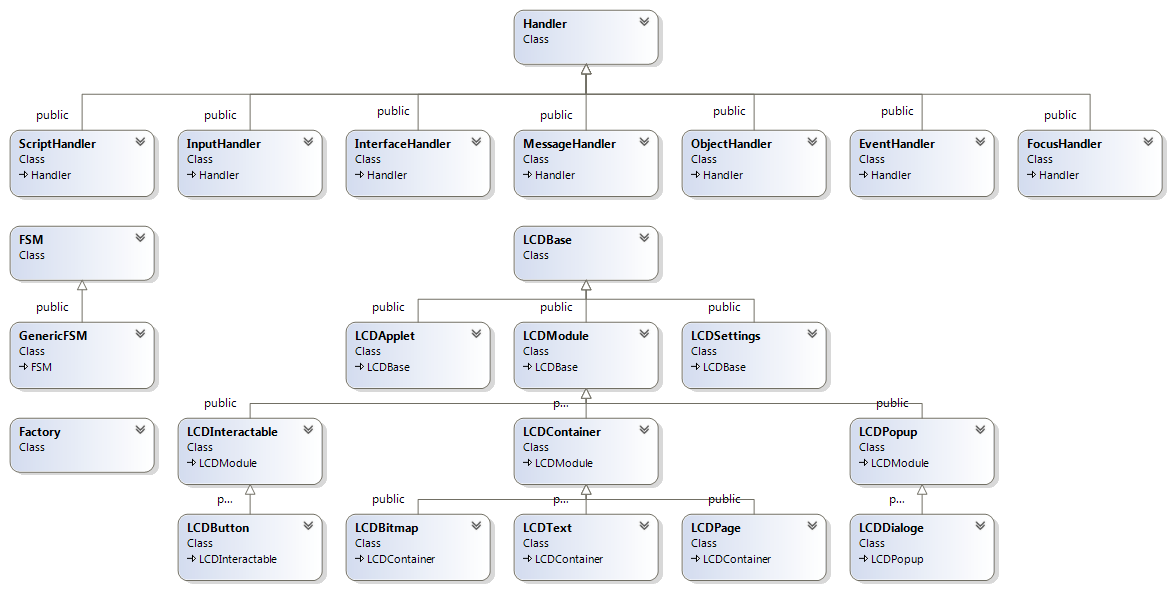 Handler
Class
public
public
public
public
public
public
public
ScriptHandler
Class
Handler
InputHandler
Class
Handler
InterfaceHandler
Class
Handler
MessageHandler
Class
Handler
ObjectHandler
Class
Handler
EventHandler
Class
Handler
FocusHandler
Class
Handler
FSM
Class
LCDBase
Class
public
public
public
public
GenericFSM
Class
FSM
LCDApplet
Class
LCDBase
LCDModule
Class
LCDBase
LCDSettings
Class
LCDBase
public
p...
public
Factory
Class
LCDInteractable
Class
LCDModule
LCDContainer
Class
LCDModule
LCDPopup
Class
LCDModule
p...
public
p...
public
p...
LCDButton
Class
LCDInteractable
LCDBitmap
Class
LCDContainer
LCDText
Class
LCDContainer
LCDPage
Class
LCDContainer
LCDDialoge
Class
LCDPopup